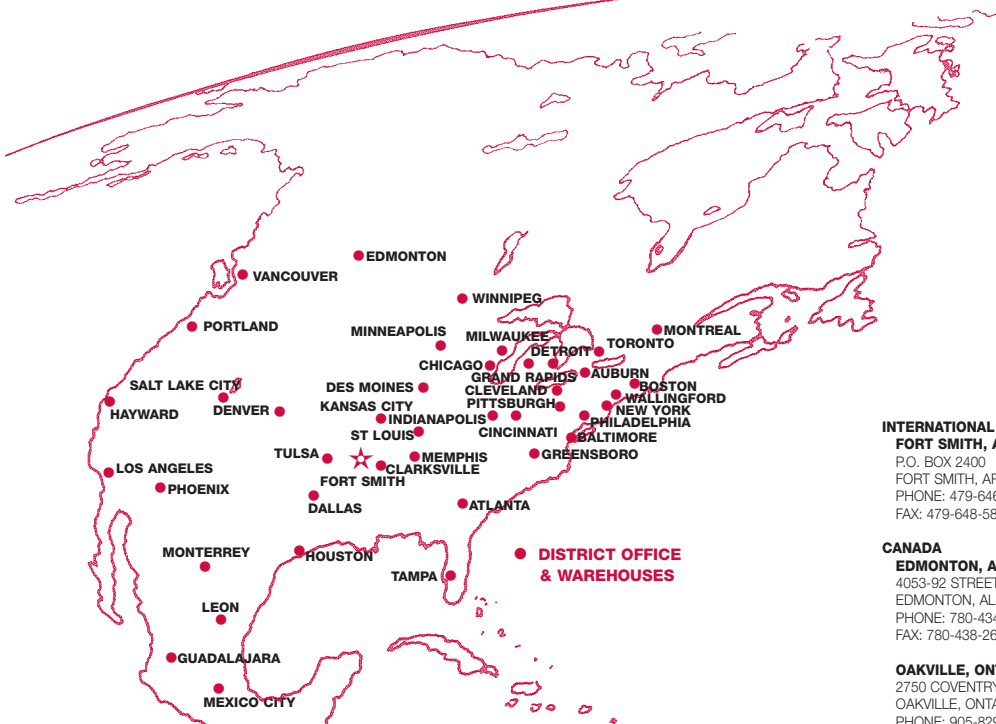 EDMONTON
VANCOUVER
WINNIPEG
PORTLAND
MONTREAL
MINNEAPOLIS
MILWAUKEE
TORONTO
DETROIT
CHICAGO
GRAND RAPIDS
AUBURN
SALT LAKE CITY
DES MOINES
CLEVELAND
BOSTON
WALLINGFORD
HAYWARD
DENVER
KANSAS CITY
PITTSBURGH
NEW YORK
INDIANAPOLIS
PHILADELPHIA
ST LOUIS
CINCINNATI
BALTIMORE
TULSA
MEMPHIS
GREENSBORO
LOS ANGELES
CLARKSVILLE
FORT SMITH
PHOENIX
DALLAS
ATLANTA
MONTERREY
HOUSTON
TAMPA
LEON
GUADALAJARA
MEXICO CITY
DISTRICT OFFICE
& WAREHOUSES
INTERNATIONAL
FORT SMITH, A
P.O. BOX 2400
FORT SMITH, AR
PHONE: 479-646
FAX: 479-648-58
CANADA
EDMONTON, A
4053-92 STREET
EDMONTON, AL
PHONE: 780-434
FAX: 780-438-26
OAKVILLE, ONT
2750 COVENTRY
OAKVILLE, ONTA
PHONE: 905-829